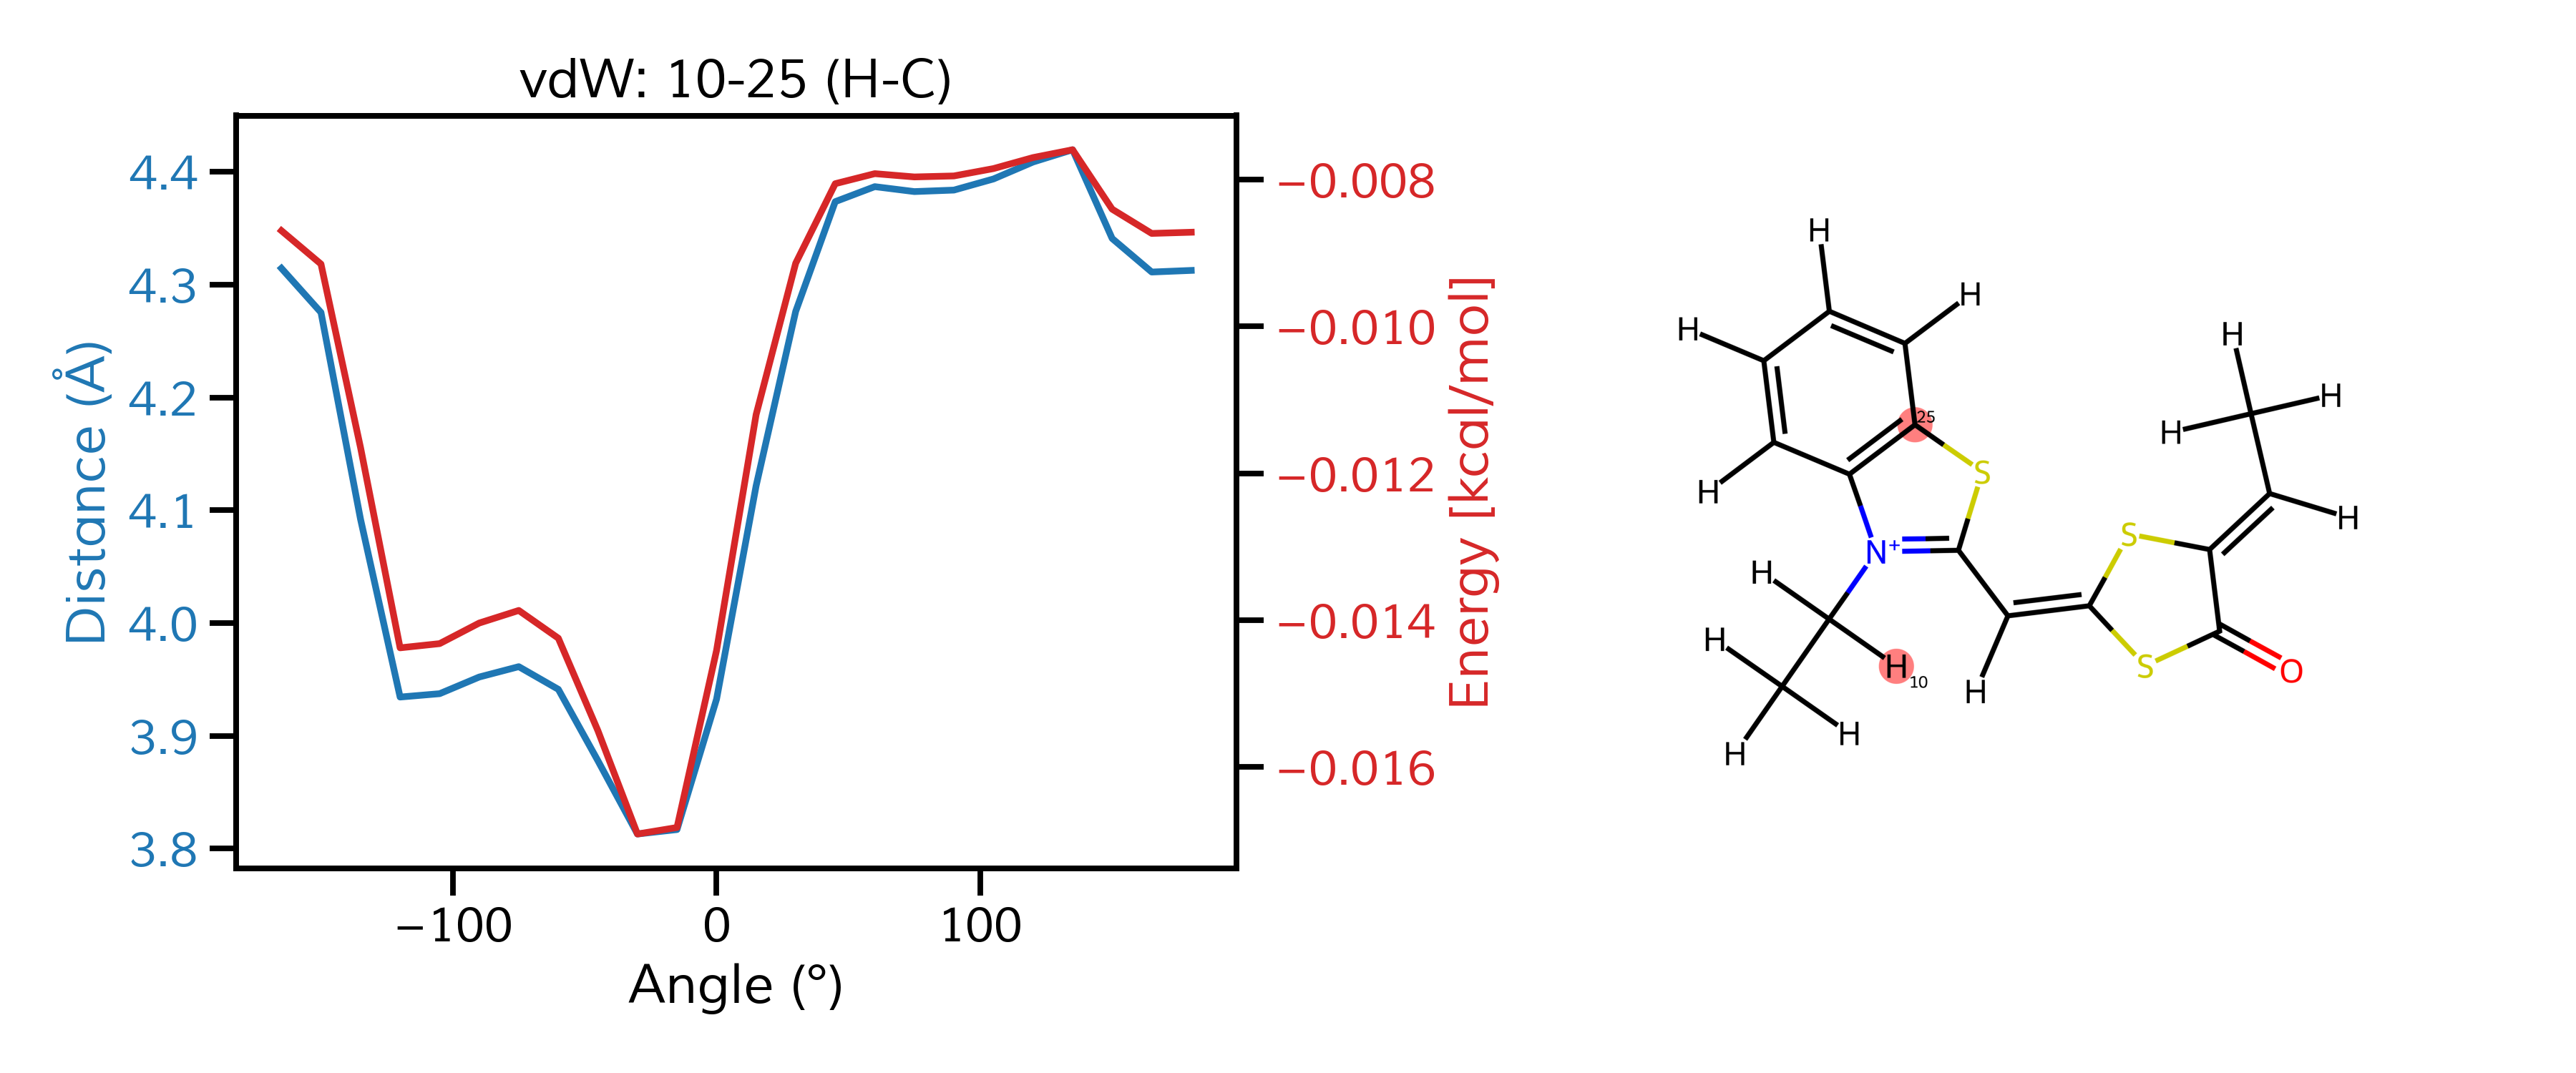 vdW: 10-25 (H-C)
4.4
4.3
4.2
4.1
4.0
3.9
3.8
Distance (Å)
−0.008
−0.010
−0.012
−0.014
−0.016
Energy [kcal/mol]
−100 0 100
Angle (°)
H
H
H
H
H
H
25
H
S
H
H
S
H
N⁺
H
H
S
O
H
10
H
H
H